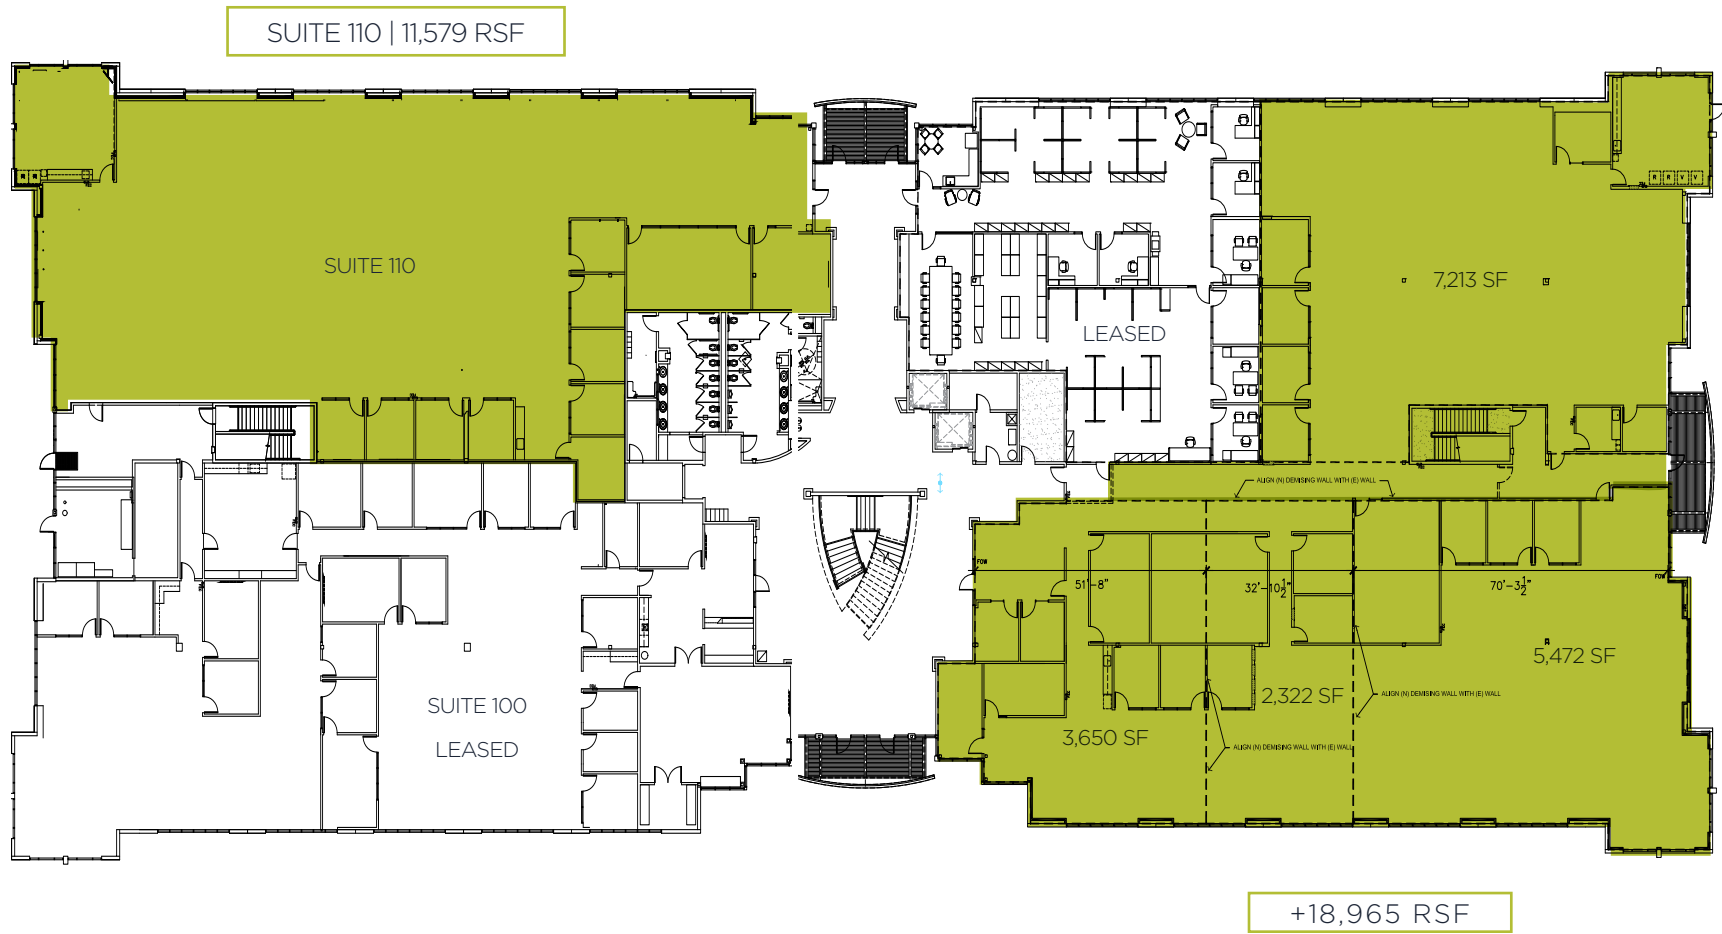 SUITE 110 | 11,579 RSF
SUITE 110
7,213 SF
LEASED
ALIGN (N) DEMISING WALL WITH (E) WALL
FOW
51'-8"
32'-10½"
70'-3½"
FOW
5,472 SF
2,322 SF
ALIGN (N) DEMISING WALL WITH (E) WALL
SUITE 100
LEASED
3,650 SF
ALIGN (N) DEMISING WALL WITH (E) WALL
+18,965 RSF
R R V V
R R